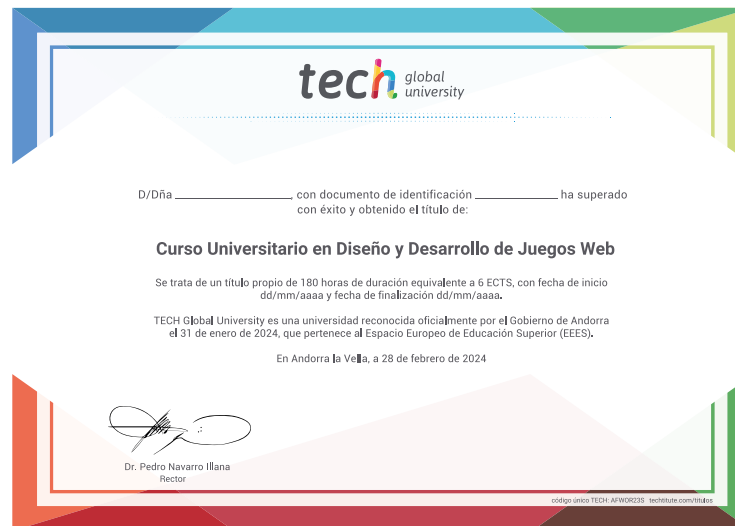 tech global university
D/Dña ______________________, con documento de identificación ________________ ha superado
con éxito y obtenido el título de:
Curso Universitario en Diseño y Desarrollo de Juegos Web
Se trata de un título propio de 180 horas de duración equivalente a 6 ECTS, con fecha de inicio
dd/mm/aaaa y fecha de finalización dd/mm/aaaa.
TECH Global University es una universidad reconocida oficialmente por el Gobierno de Andorra
el 31 de enero de 2024, que pertenece al Espacio Europeo de Educación Superior (EEES).
En Andorra la Vella, a 28 de febrero de 2024
Dr. Pedro Navarro Illana
Rector
código único TECH: AFWOR23S techtitute.com/titulos